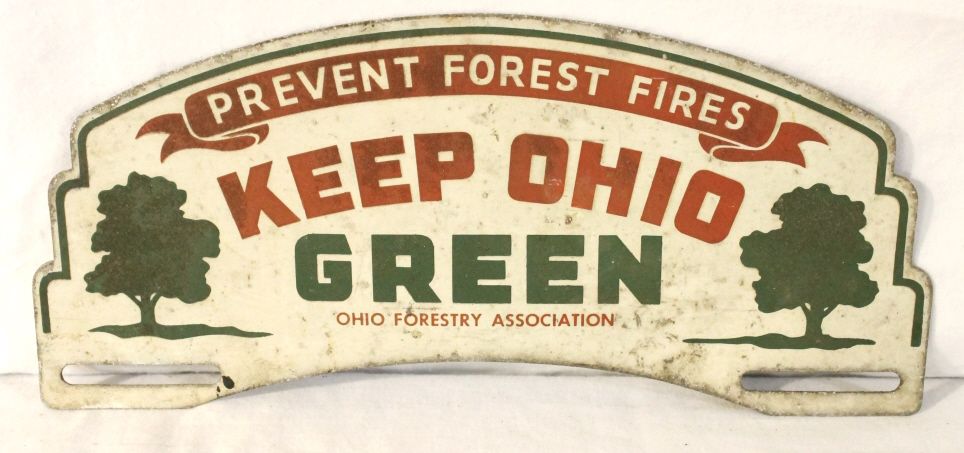 PREVENT FOREST FIRES
KEEP OHIO
GREEN
OHIO FORESTRY ASSOCIATION